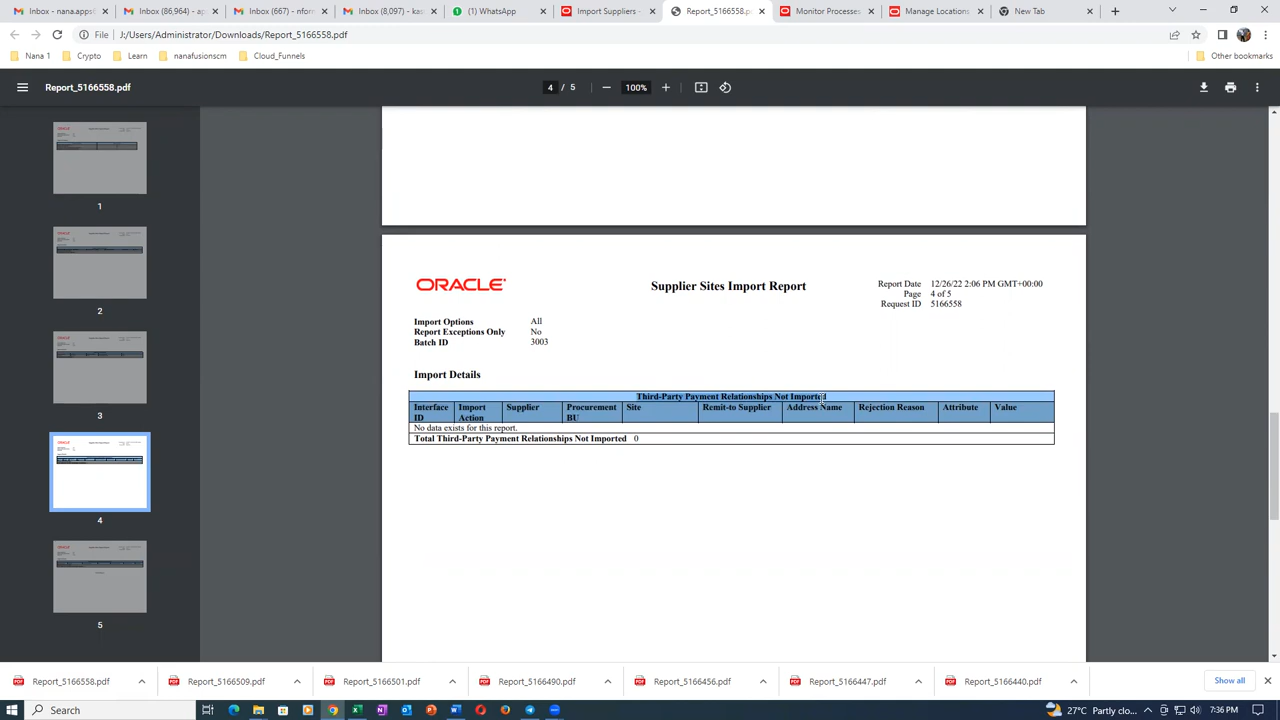 Inbox - nana.apps8
Inbox (86,964) - ap
Inbox (667) - nform
Inbox (8,097) - kas
(1) WhatsApp
Import Suppliers -
Report_5166558.p
Monitor Processes
Manage Locations
New Tab
File
J:/Users/Administrator/Downloads/Report_5166558.pdf
Nana 1
Crypto
Learn
nanafusionscm
Cloud_Funnels
Other bookmarks
Report_5166558.pdf
4 / 5
100%
1
2
3
4
5
ORACLE
Supplier Sites Import Report
Report Date 12/26/22 2:06 PM GMT+00:00
Page 4 of 5
Request ID 5166558
Import Options All
Report Exceptions Only No
Batch ID 3003
Import Details
Third-Party Payment Relationships Not Imported
Interface ID
Import Action
Supplier
Procurement BU
Site
Remit-to Supplier
Address Name
Rejection Reason
Attribute
Value
No data exists for this report.
Total Third-Party Payment Relationships Not Imported 0
Report_5166558.pdf
Report_5166509.pdf
Report_5166501.pdf
Report_5166490.pdf
Report_5166456.pdf
Report_5166447.pdf
Report_5166440.pdf
Show all
Search
27°C Partly clo...
7:36 PM